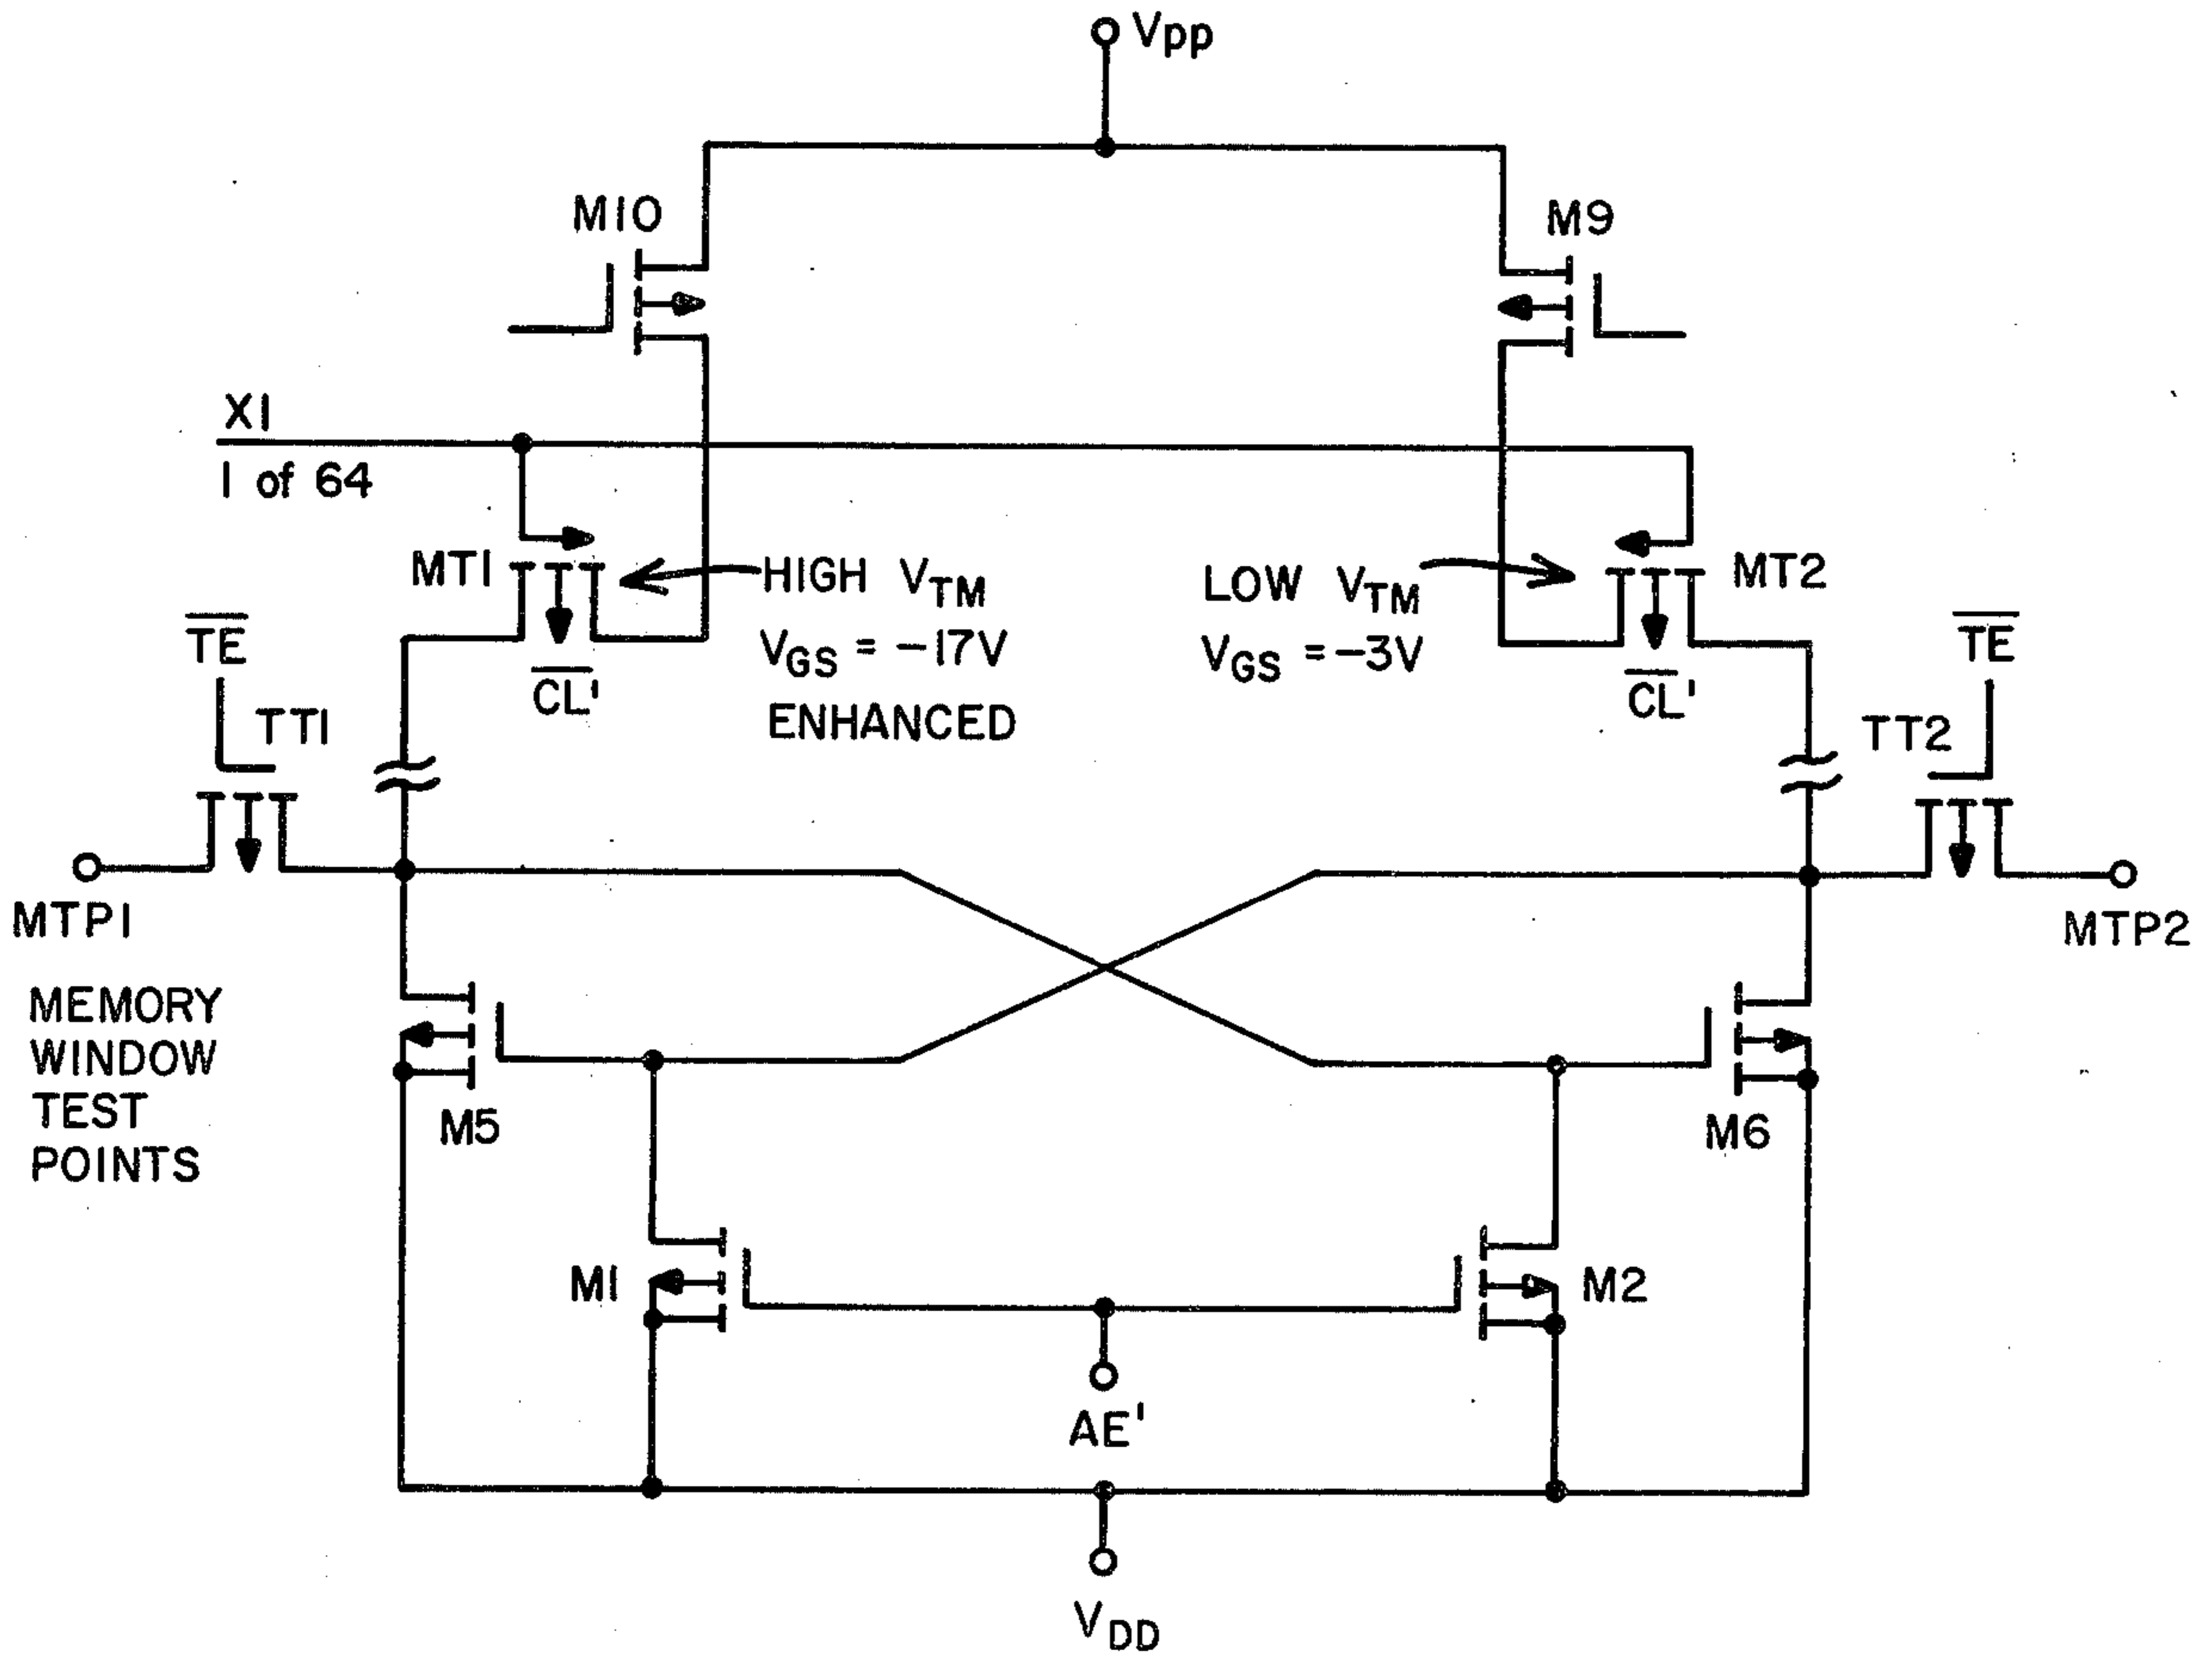 Vpp
M10
M9
X1
1 of 64
MT1
HIGH VTM
VGS = -17V
ENHANCED
LOW VTM
VGS = -3V
MT2
TE
TE
CL'
CL'
TT1
TT2
MTP1
MTP2
MEMORY
WINDOW
TEST
POINTS
M5
M6
M1
M2
AE'
VDD